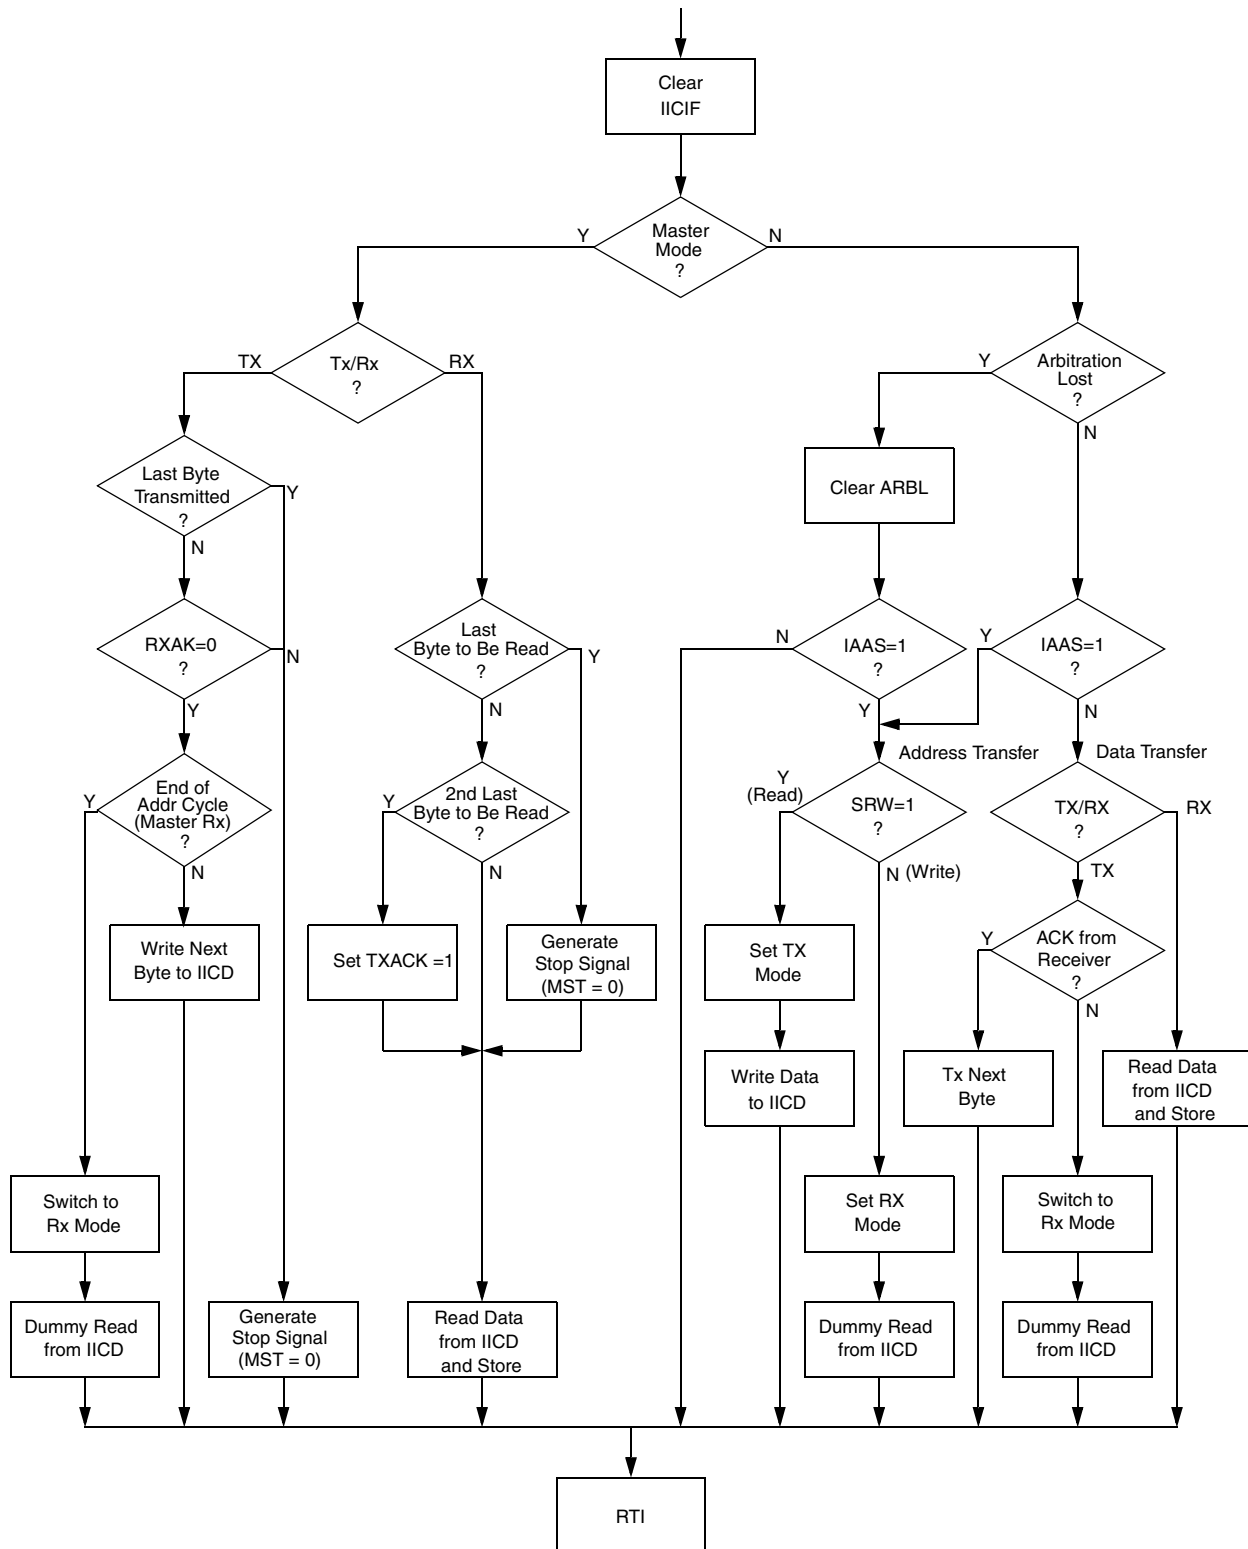 Clear
IICIF
Master
Mode
?
Y
N
Tx/Rx
?
TX
RX
Arbitration
Lost
?
Y
N
Last Byte
Transmitted
?
Y
N
Clear ARBL
RXAK=0
?
N
Y
Last
Byte to Be Read
?
Y
N
IAAS=1
?
N
Y
IAAS=1
?
Y
N
Address Transfer
Data Transfer
End of
Addr Cycle
(Master Rx)
?
Y
N
2nd Last
Byte to Be Read
?
Y
N
Y
(Read)
SRW=1
?
N (Write)
TX/RX
?
RX
TX
Write Next
Byte to IICD
Set TXACK =1
Generate
Stop Signal
(MST = 0)
Set TX
Mode
ACK from
Receiver
?
Y
N
Write Data
to IICD
Tx Next
Byte
Read Data
from IICD
and Store
Switch to
Rx Mode
Set RX
Mode
Switch to
Rx Mode
Dummy Read
from IICD
Generate
Stop Signal
(MST = 0)
Read Data
from IICD
and Store
Dummy Read
from IICD
Dummy Read
from IICD
RTI